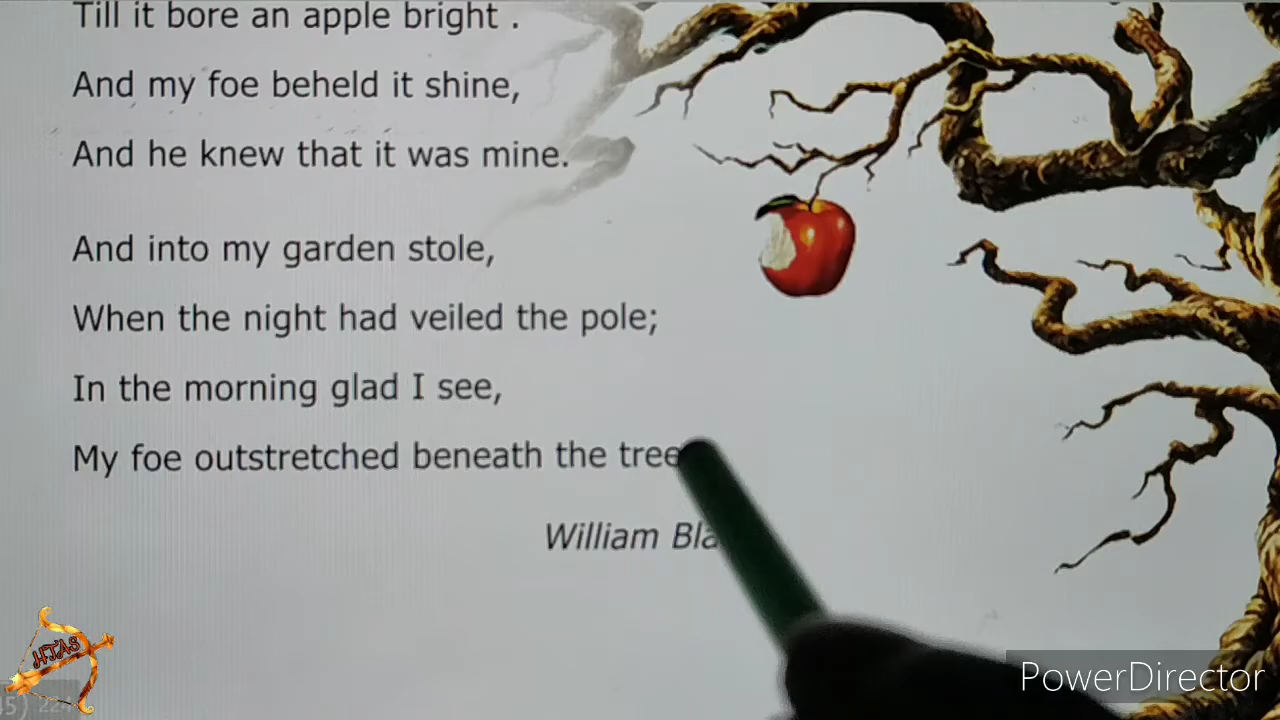 Till it bore an apple bright .
And my foe beheld it shine,
And he knew that it was mine.
And into my garden stole,
When the night had veiled the pole;
In the morning glad I see,
My foe outstretched beneath the tree
William
HTAS
PowerDirector